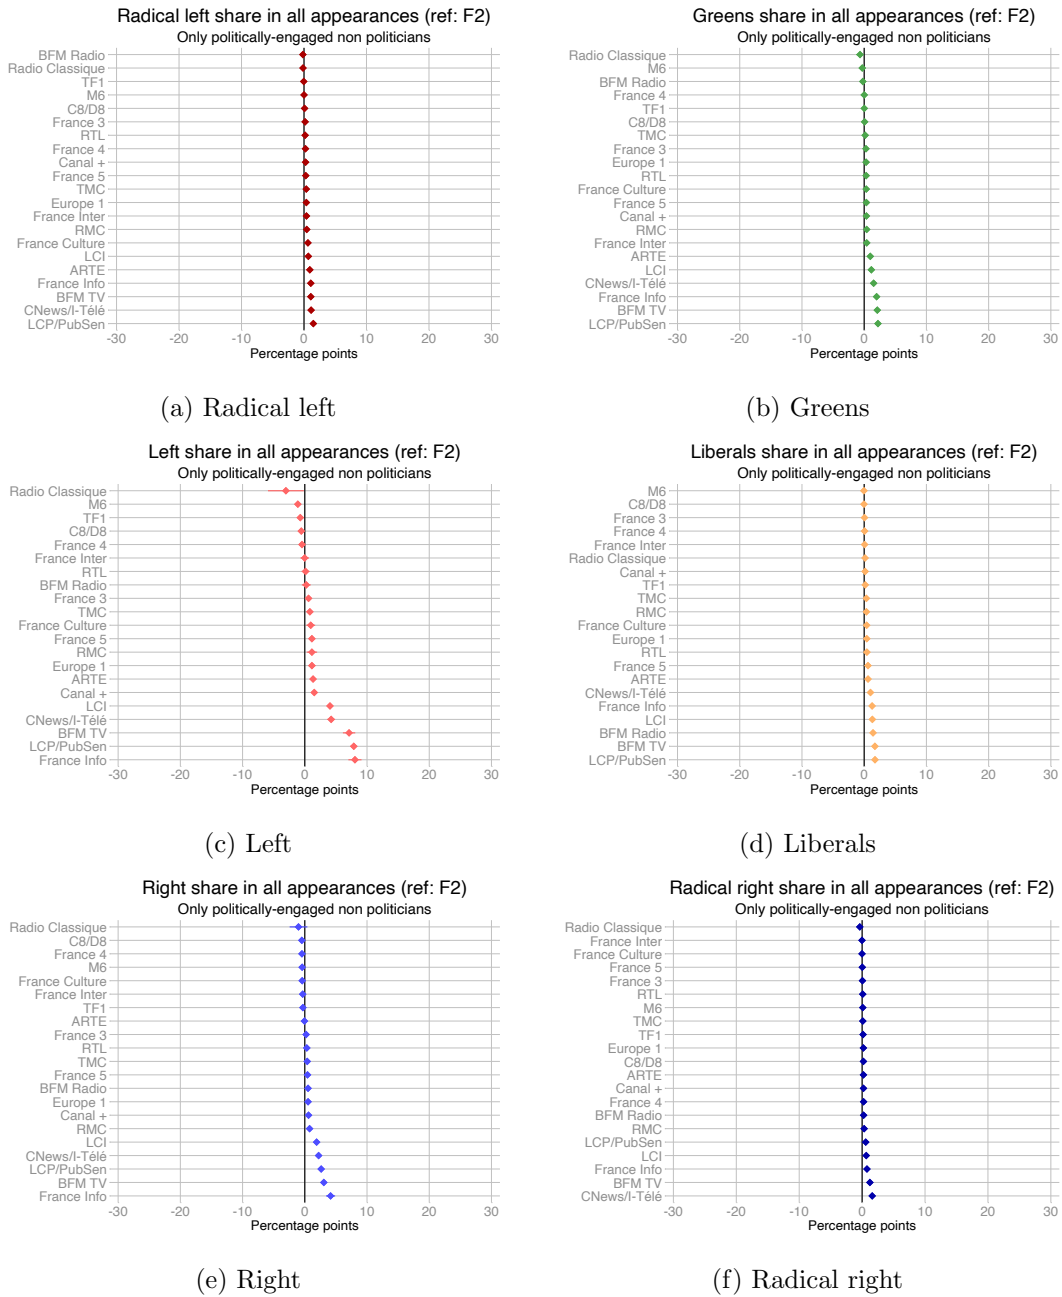 Radical left share in all appearances (ref: F2)
Only politically-engaged non politicians
BFM Radio
Radio Classique
TF1
M6
C8/D8
France 3
RTL
France 4
Canal +
France 5
TMC
Europe 1
France Inter
RMC
France Culture
LCI
ARTE
France Info
BFM TV
CNews/I-Télé
LCP/PubSen
-30 -20 -10 0 10 20 30
Percentage points
(a) Radical left
Greens share in all appearances (ref: F2)
Only politically-engaged non politicians
Radio Classique
M6
BFM Radio
France 4
TF1
C8/D8
TMC
France 3
Europe 1
RTL
France Culture
France 5
Canal +
RMC
France Inter
ARTE
LCI
CNews/I-Télé
France Info
BFM TV
LCP/PubSen
-30 -20 -10 0 10 20 30
Percentage points
(b) Greens
Left share in all appearances (ref: F2)
Only politically-engaged non politicians
Radio Classique
M6
TF1
C8/D8
France 4
France Inter
RTL
BFM Radio
France 3
TMC
France Culture
France 5
RMC
Europe 1
ARTE
Canal +
LCI
CNews/I-Télé
BFM TV
LCP/PubSen
France Info
-30 -20 -10 0 10 20 30
Percentage points
(c) Left
Liberals share in all appearances (ref: F2)
Only politically-engaged non politicians
M6
C8/D8
France 3
France 4
France Inter
Radio Classique
Canal +
TF1
TMC
RMC
France Culture
Europe 1
RTL
France 5
ARTE
CNews/I-Télé
France Info
LCI
BFM Radio
BFM TV
LCP/PubSen
-30 -20 -10 0 10 20 30
Percentage points
(d) Liberals
Right share in all appearances (ref: F2)
Only politically-engaged non politicians
Radio Classique
C8/D8
France 4
M6
France Culture
France Inter
TF1
ARTE
France 3
RTL
TMC
France 5
BFM Radio
Europe 1
Canal +
RMC
LCI
CNews/I-Télé
LCP/PubSen
BFM TV
France Info
-30 -20 -10 0 10 20 30
Percentage points
(e) Right
Radical right share in all appearances (ref: F2)
Only politically-engaged non politicians
Radio Classique
France Inter
France Culture
France 5
France 3
RTL
M6
TMC
TF1
Europe 1
C8/D8
ARTE
Canal +
France 4
BFM Radio
RMC
LCP/PubSen
LCI
France Info
BFM TV
CNews/I-Télé
-30 -20 -10 0 10 20 30
Percentage points
(f) Radical right